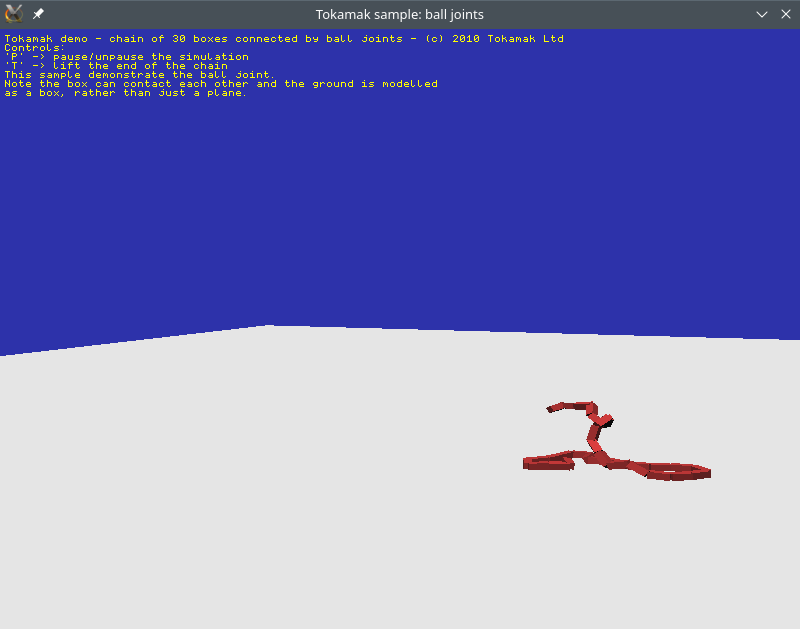 Tokamak sample: ball joints
Tokamak demo - chain of 30 boxes connected by ball joints - (c) 2010 Tokamak Ltd
Controls:
'P' -> pause/unpause the simulation
'T' -> lift the end of the chain
This sample demonstrate the ball joint.
Note the box can contact each other and the ground is modelled
as a box, rather than just a plane.